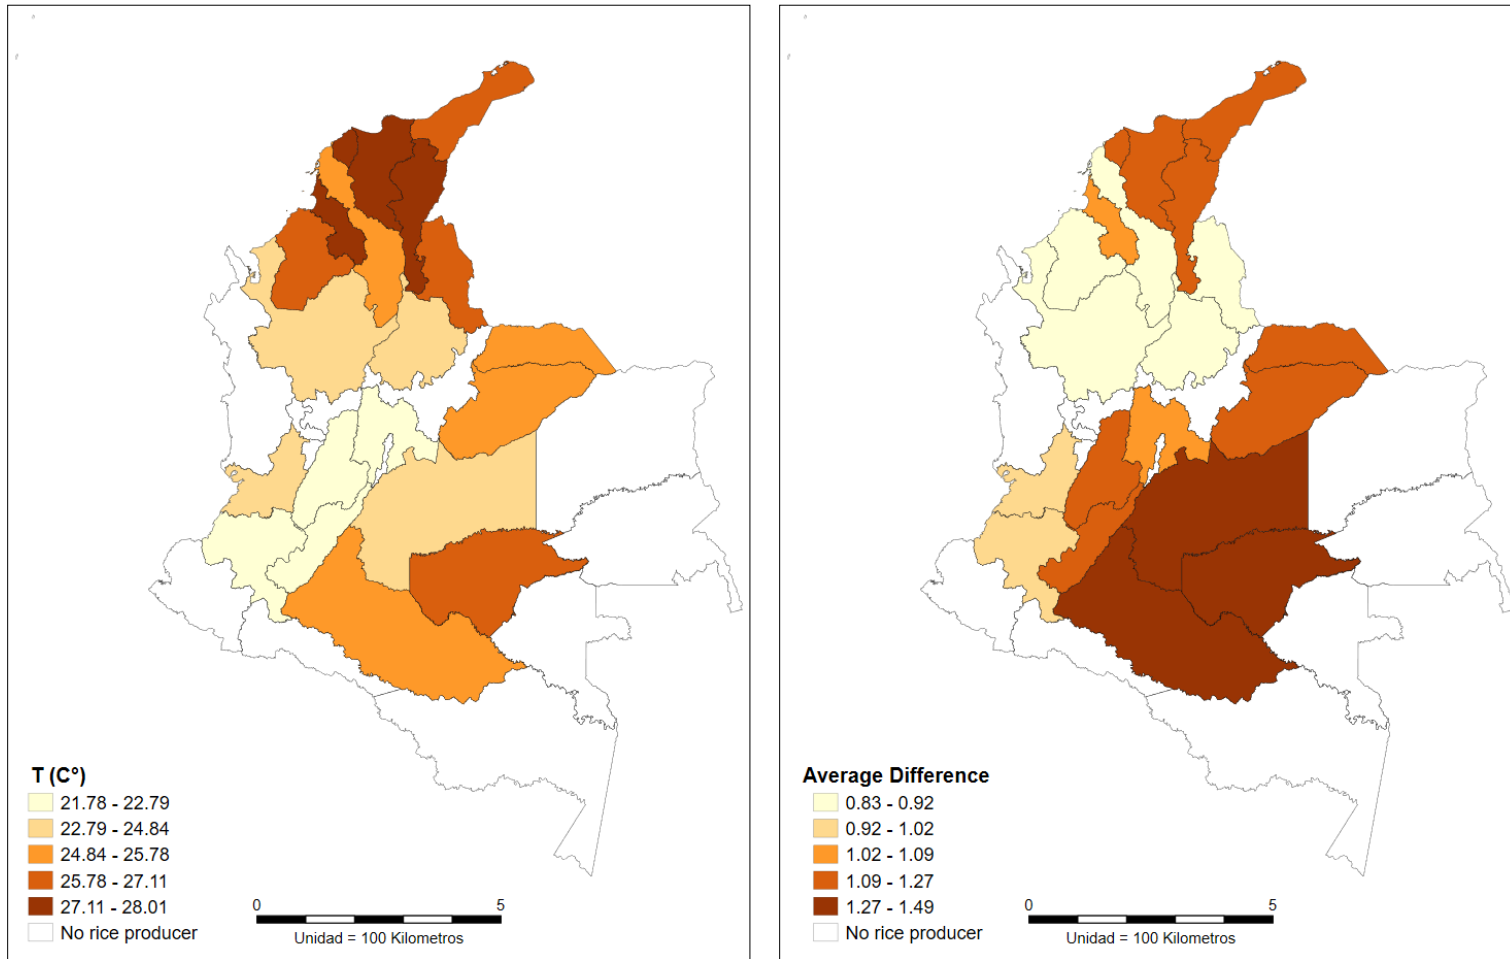 T (C°)
21.78 - 22.79
22.79 - 24.84
24.84 - 25.78
25.78 - 27.11
27.11 - 28.01
No rice producer
0 5
Unidad = 100 Kilometros
Average Difference
0.83 - 0.92
0.92 - 1.02
1.02 - 1.09
1.09 - 1.27
1.27 - 1.49
No rice producer
0 5
Unidad = 100 Kilometros